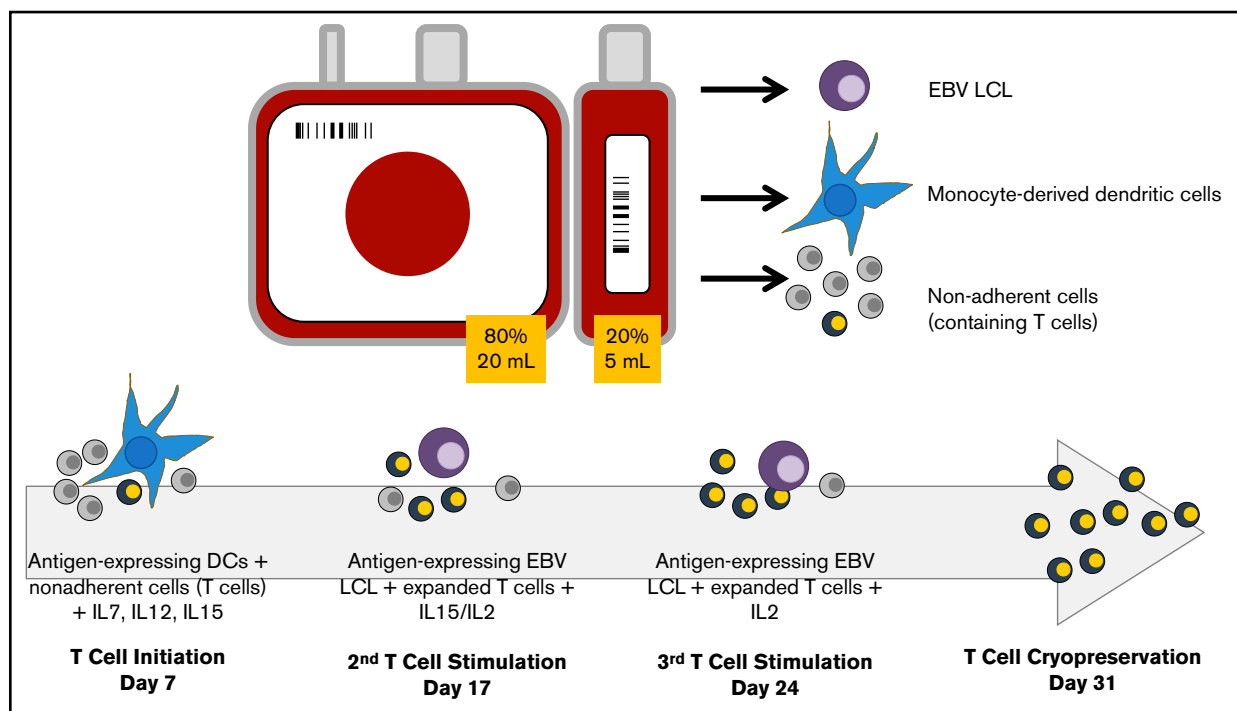 EBV LCL
Monocyte-derived dendritic cells
Non-adherent cells
(containing T cells)
80%
20 mL
20%
5 mL
Antigen-expressing DCs +
nonadherent cells (T cells)
+ IL7, IL12, IL15
T Cell Initiation
Day 7
Antigen-expressing EBV
LCL + expanded T cells +
IL15/IL2
2nd T Cell Stimulation
Day 17
Antigen-expressing EBV
LCL + expanded T cells +
IL2
3rd T Cell Stimulation
Day 24
T Cell Cryopreservation
Day 31